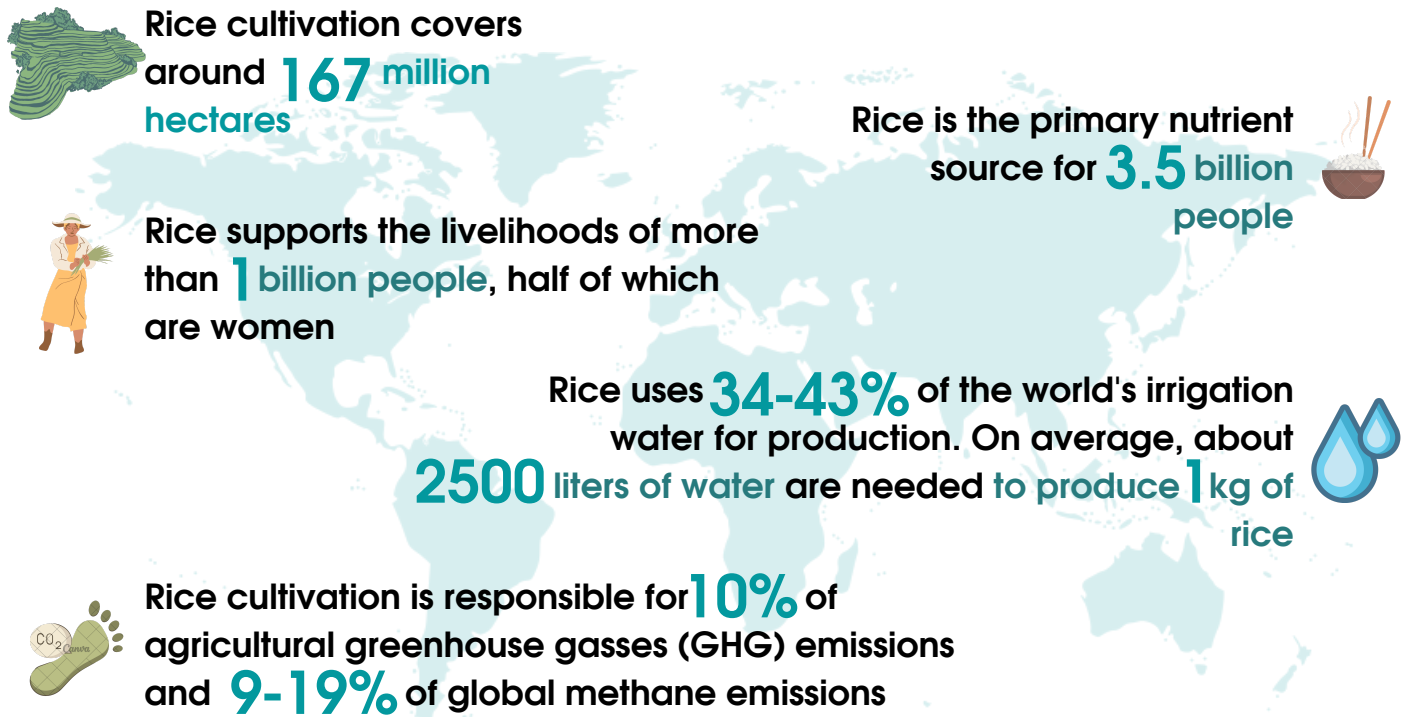 Rice cultivation covers
around 167 million
hectares
Rice is the primary nutrient
source for 3.5 billion
people
Rice supports the livelihoods of more
than 1 billion people, half of which
are women
Rice uses 34-43% of the world's irrigation
water for production. On average, about
2500 liters of water are needed to produce 1 kg of
rice
Rice cultivation is responsible for 10% of
agricultural greenhouse gasses (GHG) emissions
and 9-19% of global methane emissions
CO2
Canva